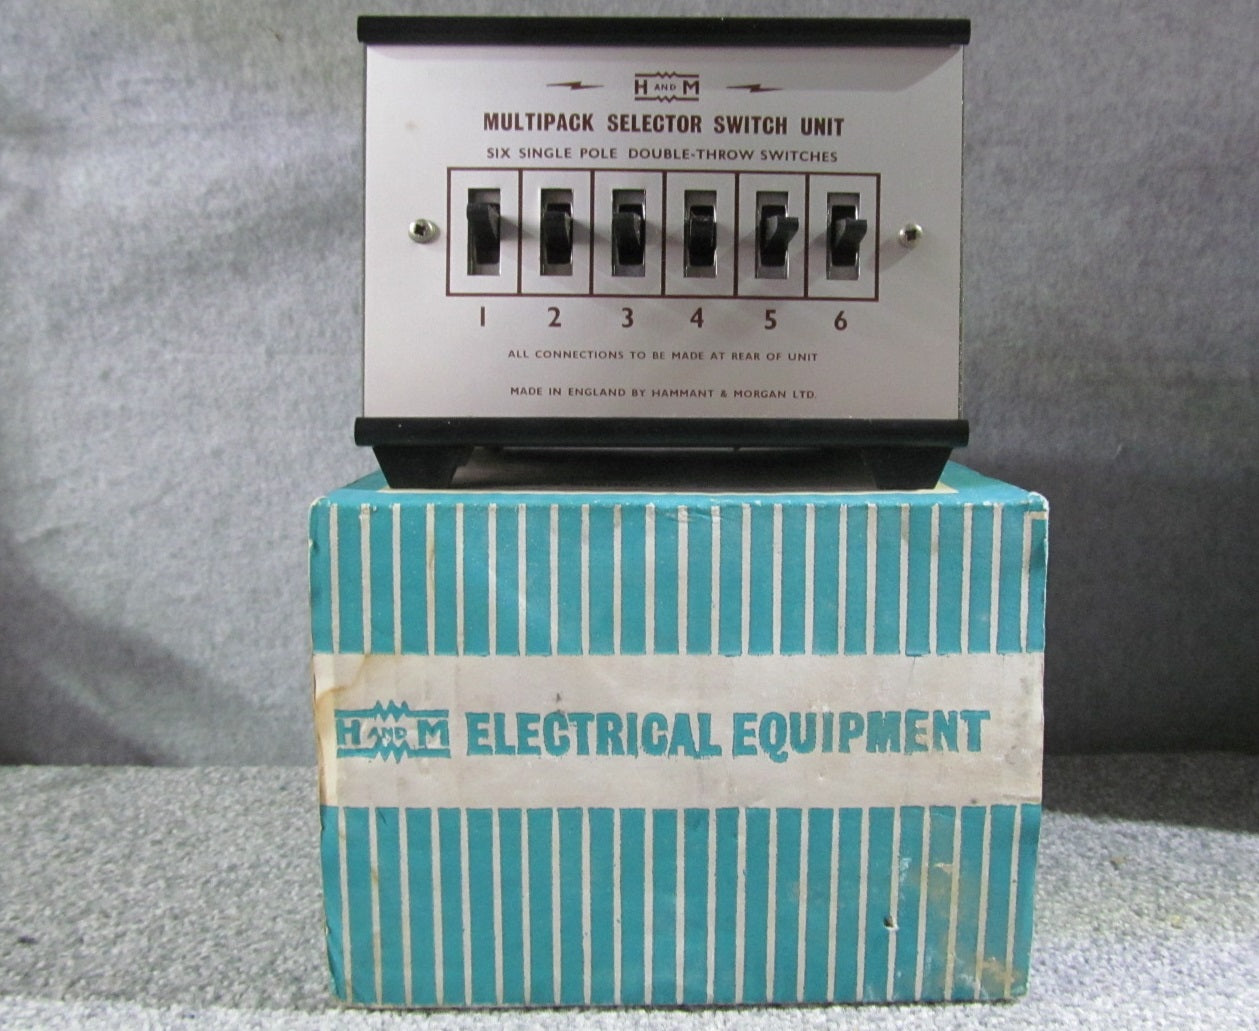 H AND M
MULTIPACK SELECTOR SWITCH UNIT
SIX SINGLE POLE DOUBLE-THROW SWITCHES
1 2 3 4 5 6
ALL CONNECTIONS TO BE MADE AT REAR OF UNIT
MADE IN ENGLAND BY HAMMANT & MORGAN LTD.
H AND M ELECTRICAL EQUIPMENT